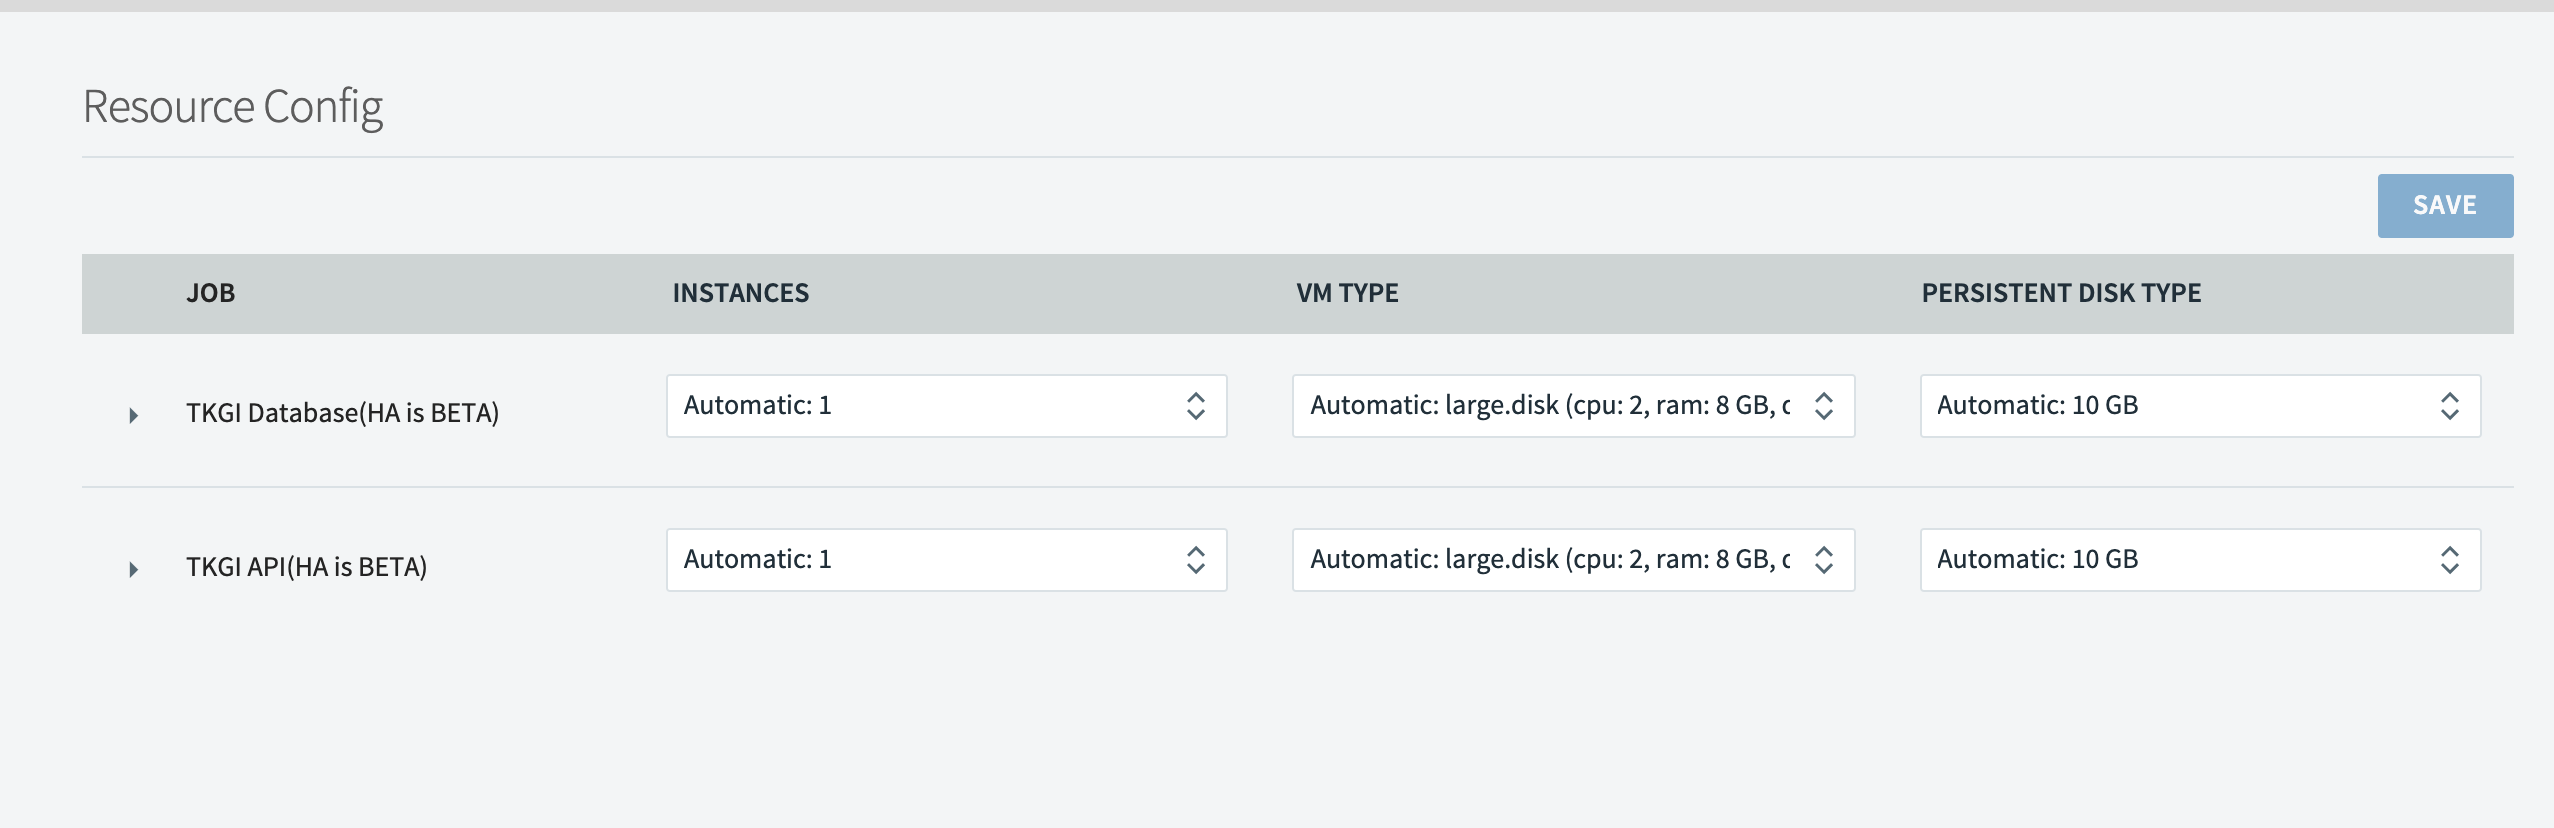 Resource Config
SAVE
JOB INSTANCES VM TYPE PERSISTENT DISK TYPE
TKGI Database(HA is BETA) Automatic: 1 Automatic: large.disk (cpu: 2, ram: 8 GB, Automatic: 10 GB
TKGI API(HA is BETA) Automatic: 1 Automatic: large.disk (cpu: 2, ram: 8 GB, Automatic: 10 GB